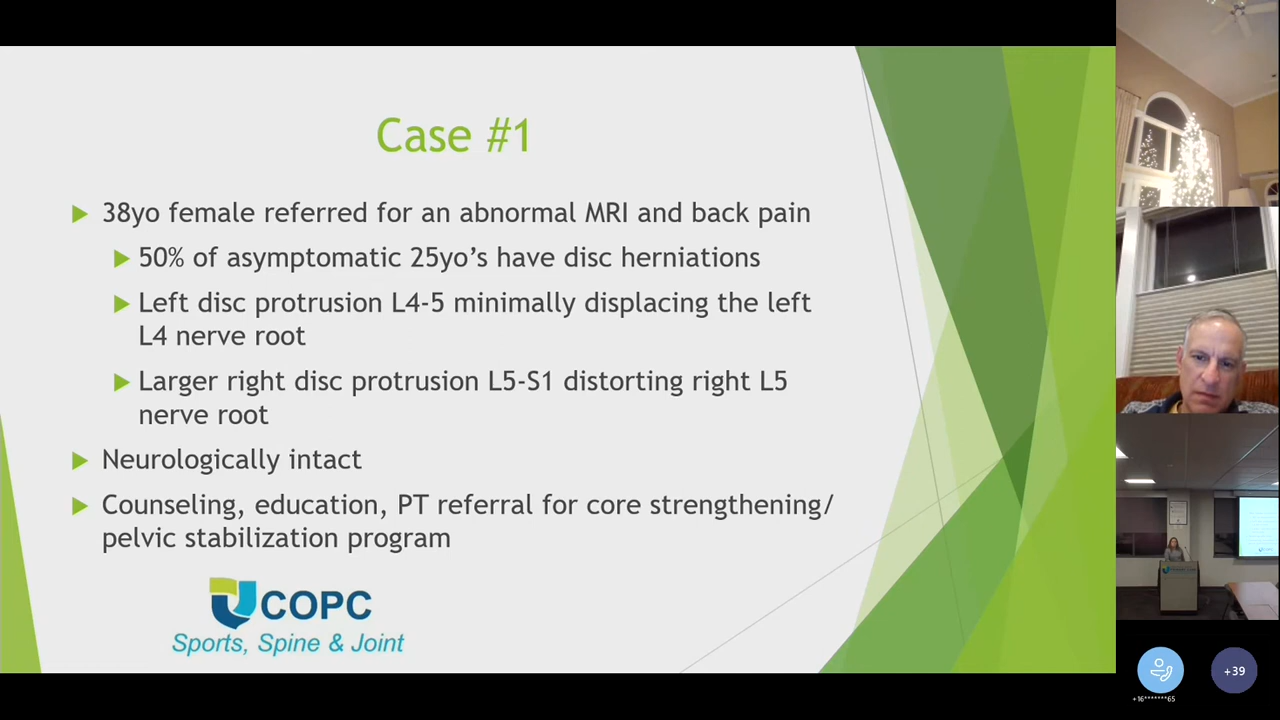 Case #1
38yo female referred for an abnormal MRI and back pain
50% of asymptomatic 25yo’s have disc herniations
Left disc protrusion L4-5 minimally displacing the left
L4 nerve root
Larger right disc protrusion L5-S1 distorting right L5
nerve root
Neurologically intact
Counseling, education, PT referral for core strengthening/
pelvic stabilization program
COPC
Sports, Spine & Joint
+16*******65
+39